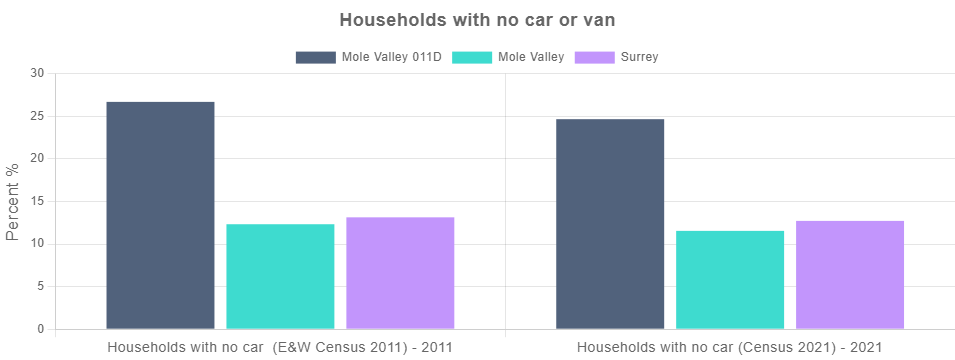 Households with no car or van
Mole Valley 011D Mole Valley Surrey
Percent %
30
25
20
15
10
5
0
Households with no car  (E&W Census 2011) - 2011 Households with no car (Census 2021) - 2021